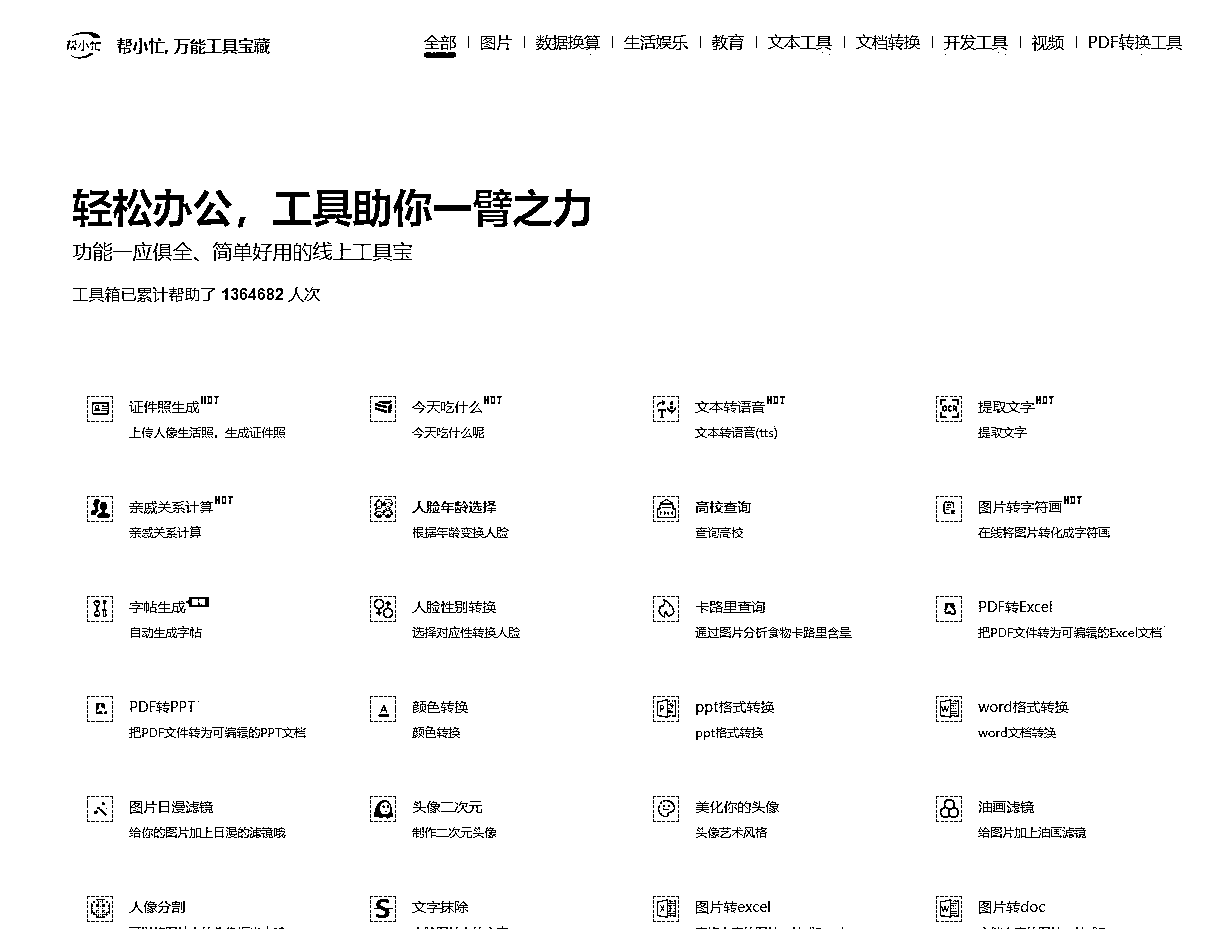 帮小忙 帮小忙, 万能工具宝藏
全部 | 图片 | 数据换算 | 生活娱乐 | 教育 | 文本工具 | 文档转换 | 开发工具 | 视频 | PDF转换工具
轻松办公，工具助你一臂之力
功能一应俱全、简单好用的线上工具宝
工具箱已累计帮助了 1364682 人次
证件照生成HOT 今天吃什么HOT 文本转语音HOT OCR 提取文字HOT
上传人像生活照，生成证件照 今天吃什么呢 文本转语音(tts) 提取文字
亲戚关系计算HOT 人脸年龄选择 高校查询 图片转字符画HOT
亲戚关系计算 根据年龄变换人脸 查询高校 在线将图片转化成字符画
字帖生成 人脸性别转换 卡路里查询 PDF转Excel
自动生成字帖 选择对应性转换人脸 通过图片分析食物卡路里含量 把PDF文件转为可编辑的Excel文档
PDF转PPT 颜色转换 ppt格式转换 word格式转换
把PDF文件转为可编辑的PPT文档 颜色转换 ppt格式转换 word文档转换
图片日漫滤镜 头像二次元 美化你的头像 油画滤镜
给你的图片加上日漫的滤镜哦 制作二次元头像 头像艺术风格 给图片加上油画滤镜
人像分割 文字抹除 图片转excel 图片转doc